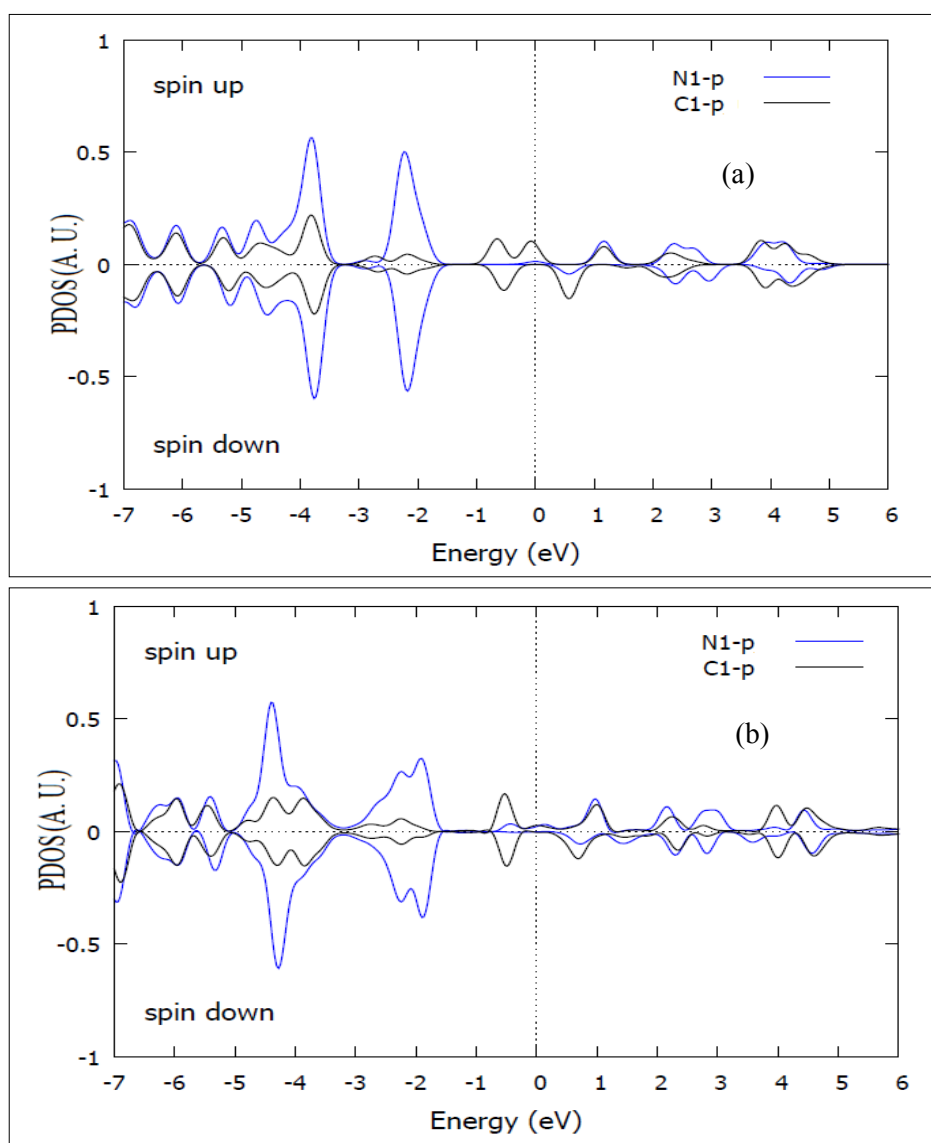 1
spin up
N1-p
C1-p
0.5
(a)
0
PDOS(A. U.)
-0.5
spin down
-1
-7 -6 -5 -4 -3 -2 -1 0 1 2 3 4 5 6
Energy (eV)
1
spin up
N1-p
C1-p
0.5
(b)
0
PDOS(A. U.)
-0.5
spin down
-1
-7 -6 -5 -4 -3 -2 -1 0 1 2 3 4 5 6
Energy (eV)